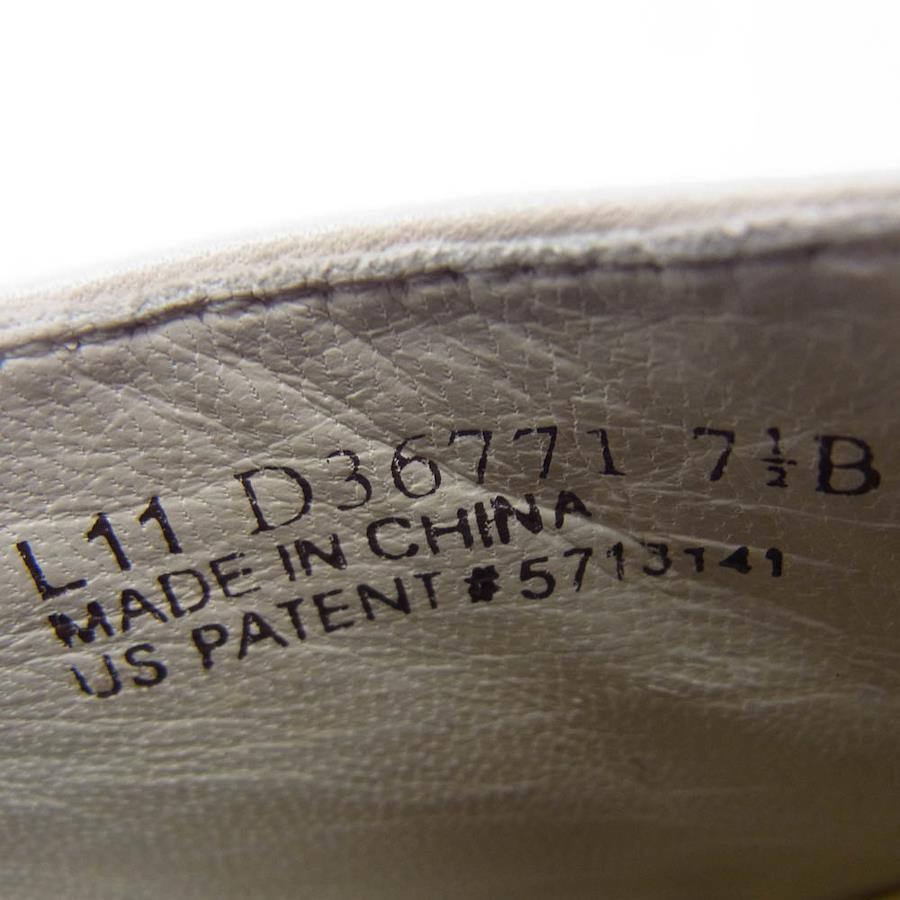 L11 D36771 7½B
MADE IN CHINA
US PATENT #5713141